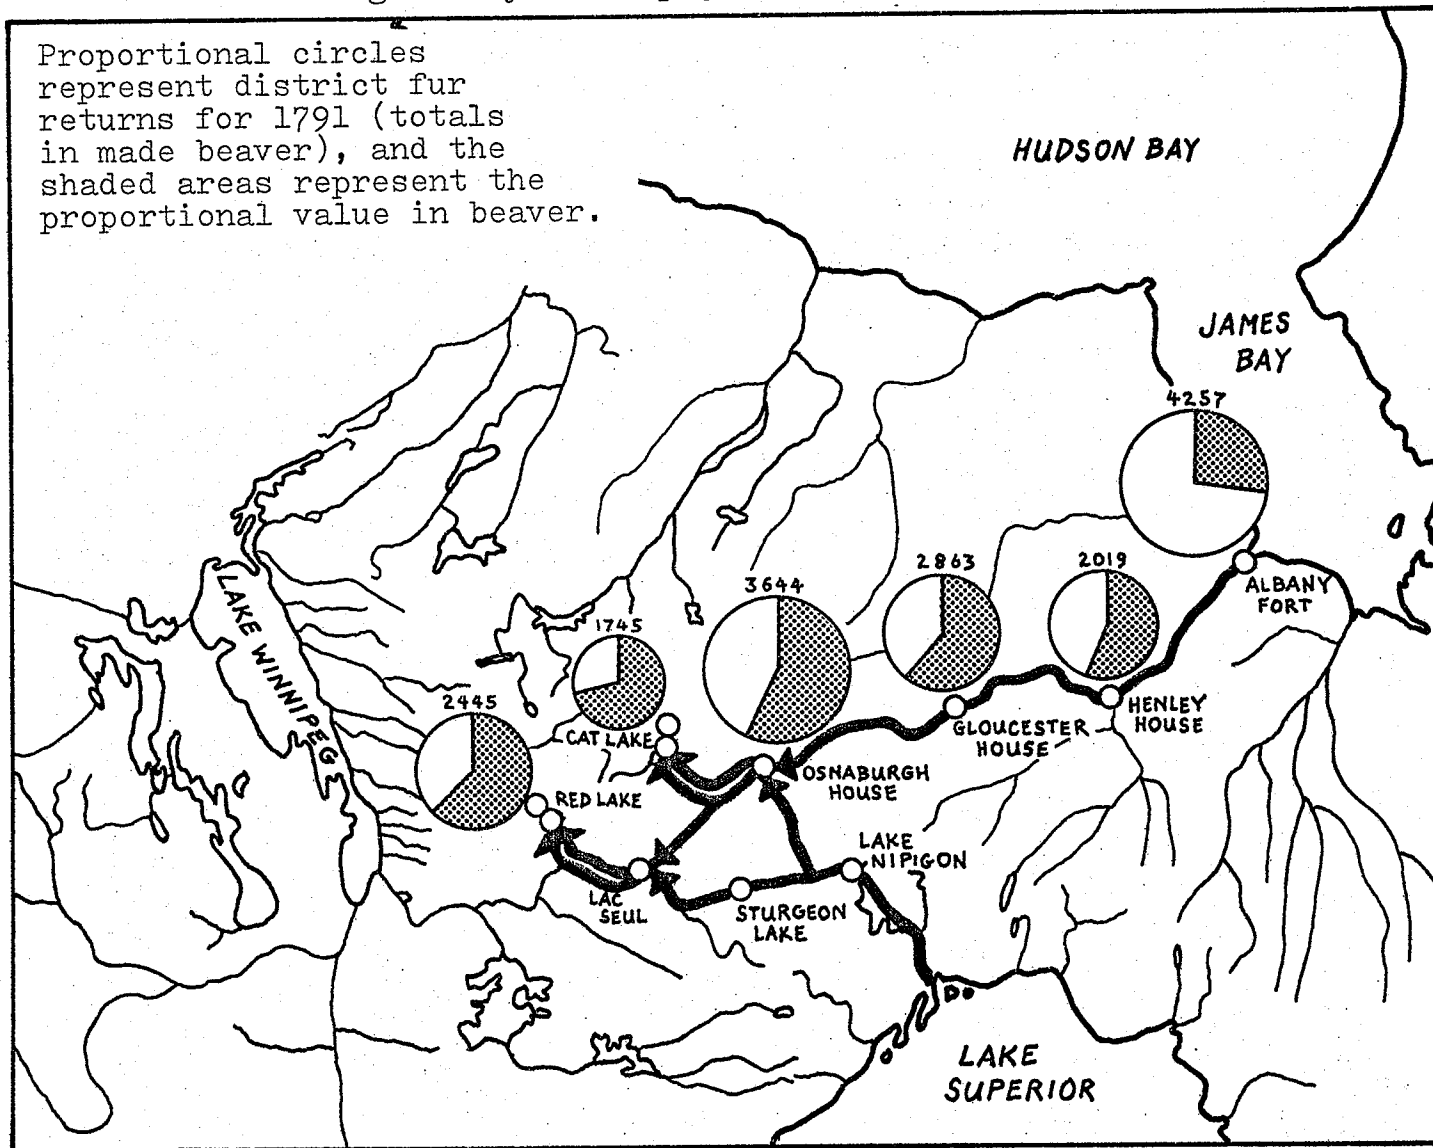 Proportional circles
represent district fur
returns for 1791 (totals
in made beaver), and the
shaded areas represent the
proportional value in beaver.
HUDSON BAY
JAMES
BAY
4257
ALBANY
FORT
2019
HENLEY
HOUSE
2863
GLOUCESTER
HOUSE
3644
OSNABURGH
HOUSE
1745
CAT LAKE
2445
RED LAKE
LAKE WINNIPEG
LAC
SEUL
STURGEON
LAKE
LAKE
NIPIGON
LAKE
SUPERIOR